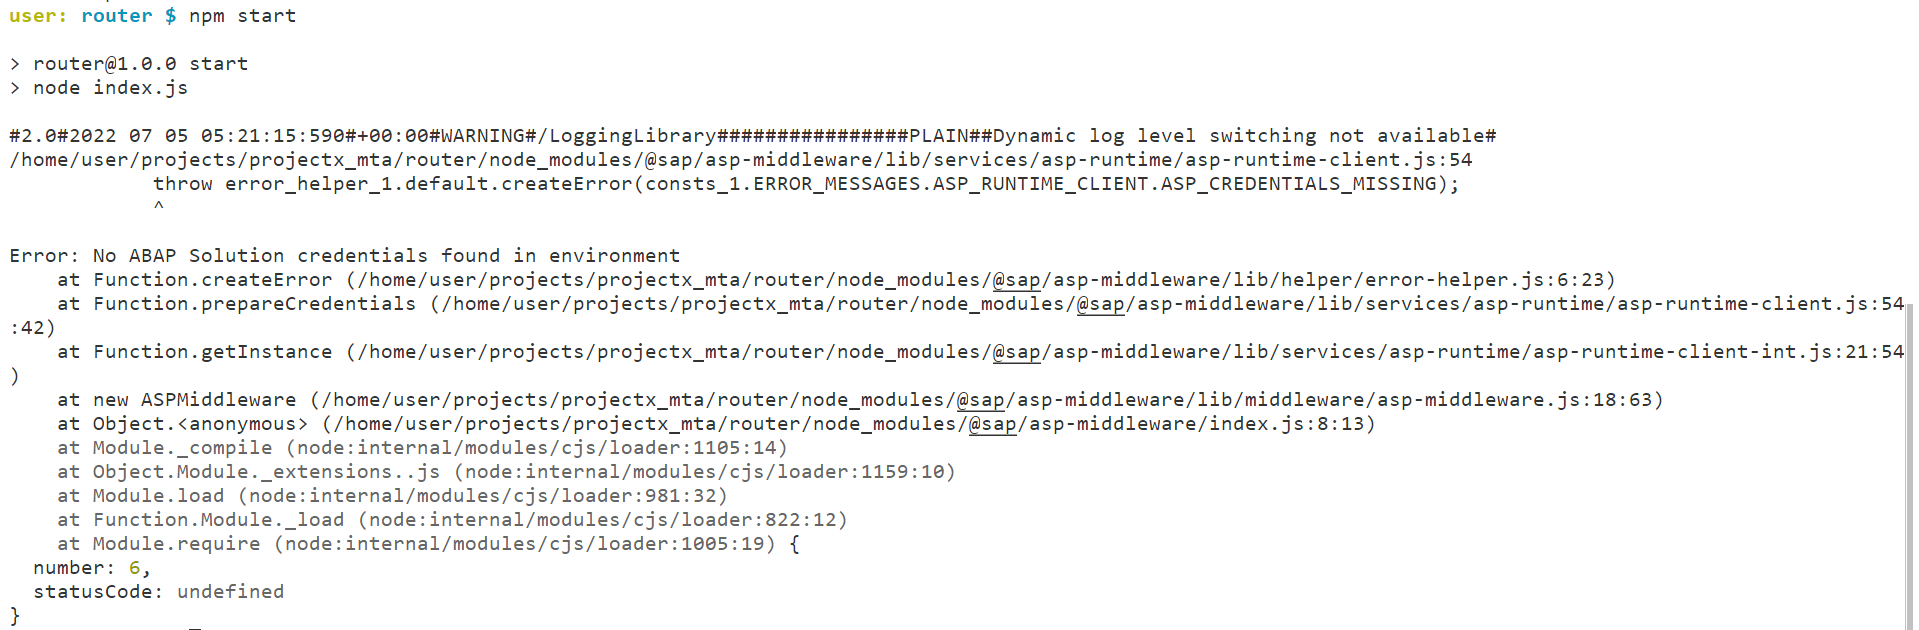 user: router $ npm start
> router@1.0.0 start
> node index.js
#2.0#2022 07 05 05:21:15:590#+00:00#WARNING#/LoggingLibrary################PLAIN##Dynamic log level switching not available#
/home/user/projects/projectx_mta/router/node_modules/@sap/asp-middleware/lib/services/asp-runtime/asp-runtime-client.js:54
            throw error_helper_1.default.createError(consts_1.ERROR_MESSAGES.ASP_RUNTIME_CLIENT.ASP_CREDENTIALS_MISSING);
            ^
Error: No ABAP Solution credentials found in environment
    at Function.createError (/home/user/projects/projectx_mta/router/node_modules/@sap/asp-middleware/lib/helper/error-helper.js:6:23)
    at Function.prepareCredentials (/home/user/projects/projectx_mta/router/node_modules/@sap/asp-middleware/lib/services/asp-runtime/asp-runtime-client.js:54
:42)
    at Function.getInstance (/home/user/projects/projectx_mta/router/node_modules/@sap/asp-middleware/lib/services/asp-runtime/asp-runtime-client-int.js:21:54
)
    at new ASPMiddleware (/home/user/projects/projectx_mta/router/node_modules/@sap/asp-middleware/lib/middleware/asp-middleware.js:18:63)
    at Object.<anonymous> (/home/user/projects/projectx_mta/router/node_modules/@sap/asp-middleware/index.js:8:13)
    at Module._compile (node:internal/modules/cjs/loader:1105:14)
    at Object.Module._extensions..js (node:internal/modules/cjs/loader:1159:10)
    at Module.load (node:internal/modules/cjs/loader:981:32)
    at Function.Module._load (node:internal/modules/cjs/loader:822:12)
    at Module.require (node:internal/modules/cjs/loader:1005:19) {
  number: 6,
  statusCode: undefined
}